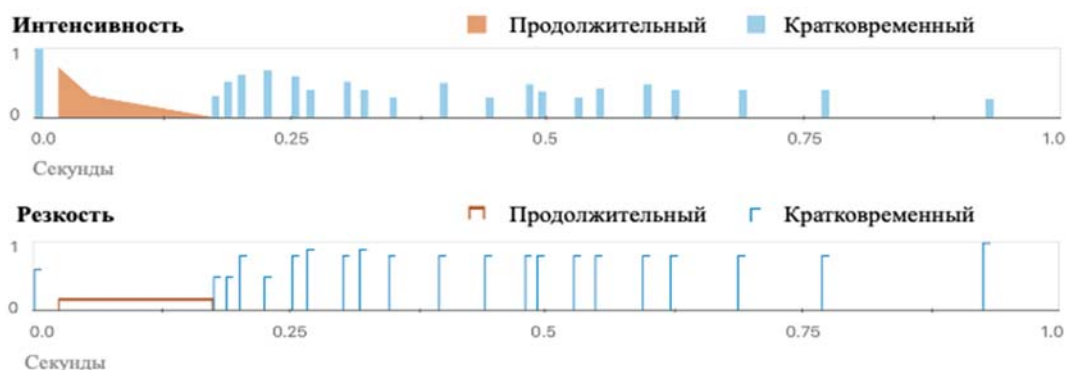 Интенсивность Продолжительный Кратковременный
1
0
0.0 0.25 0.5 0.75 1.0
Секунды
Резкость Продолжительный Кратковременный
1
0
0.0 0.25 0.5 0.75 1.0
Секунды